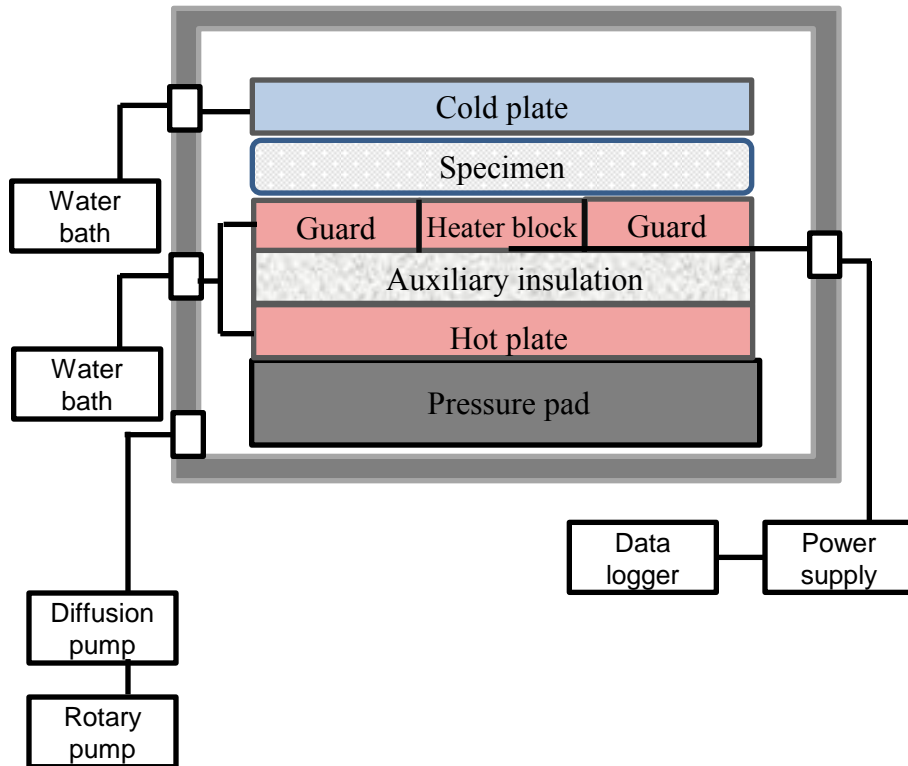 Cold plate
Specimen
Water
bath
Guard
Heater block
Guard
Auxiliary insulation
Hot plate
Water
bath
Pressure pad
Data
logger
Power
supply
Diffusion
pump
Rotary
pump